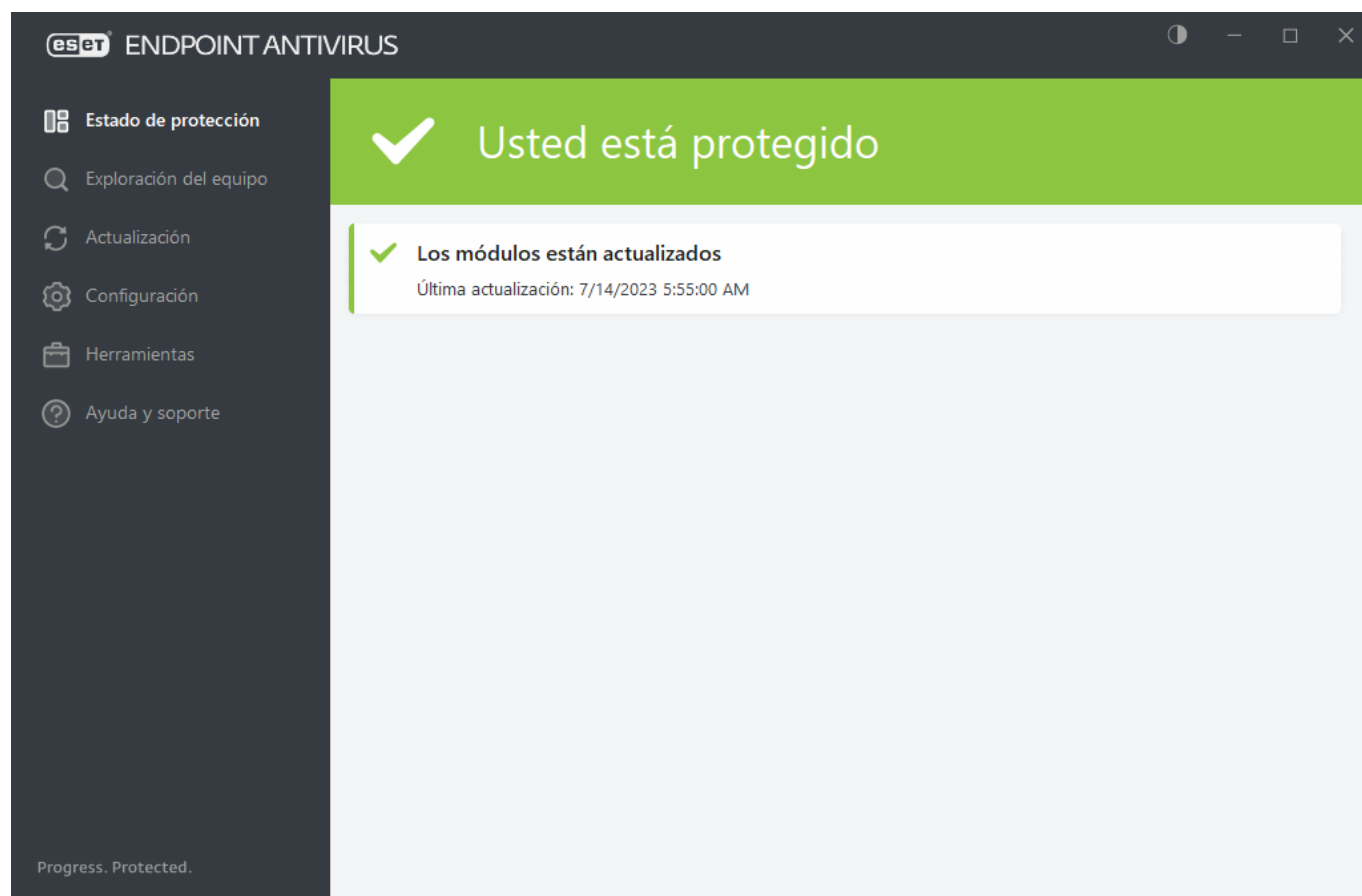 eset ENDPOINT ANTIVIRUS
Estado de protección
Exploración del equipo
Actualización
Configuración
Herramientas
Ayuda y soporte
Progress. Protected.
Usted está protegido
Los módulos están actualizados
Última actualización: 7/14/2023 5:55:00 AM